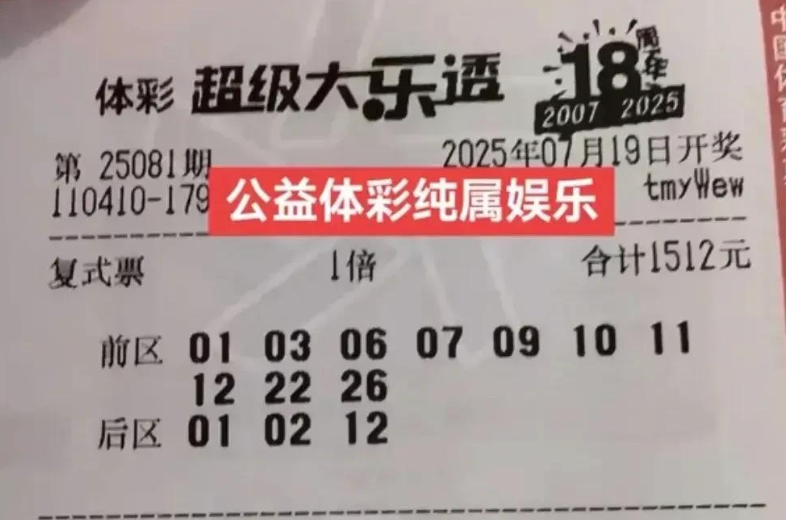 体彩 超级大乐透 18周年
2007 2025
第 25081期 2025年07月19日开奖
110410-179 tmyWew
公益体彩纯属娱乐
复式票 1倍 合计1512元
前区 01 03 06 07 09 10 11
12 22 26
后区 01 02 12
中国体育